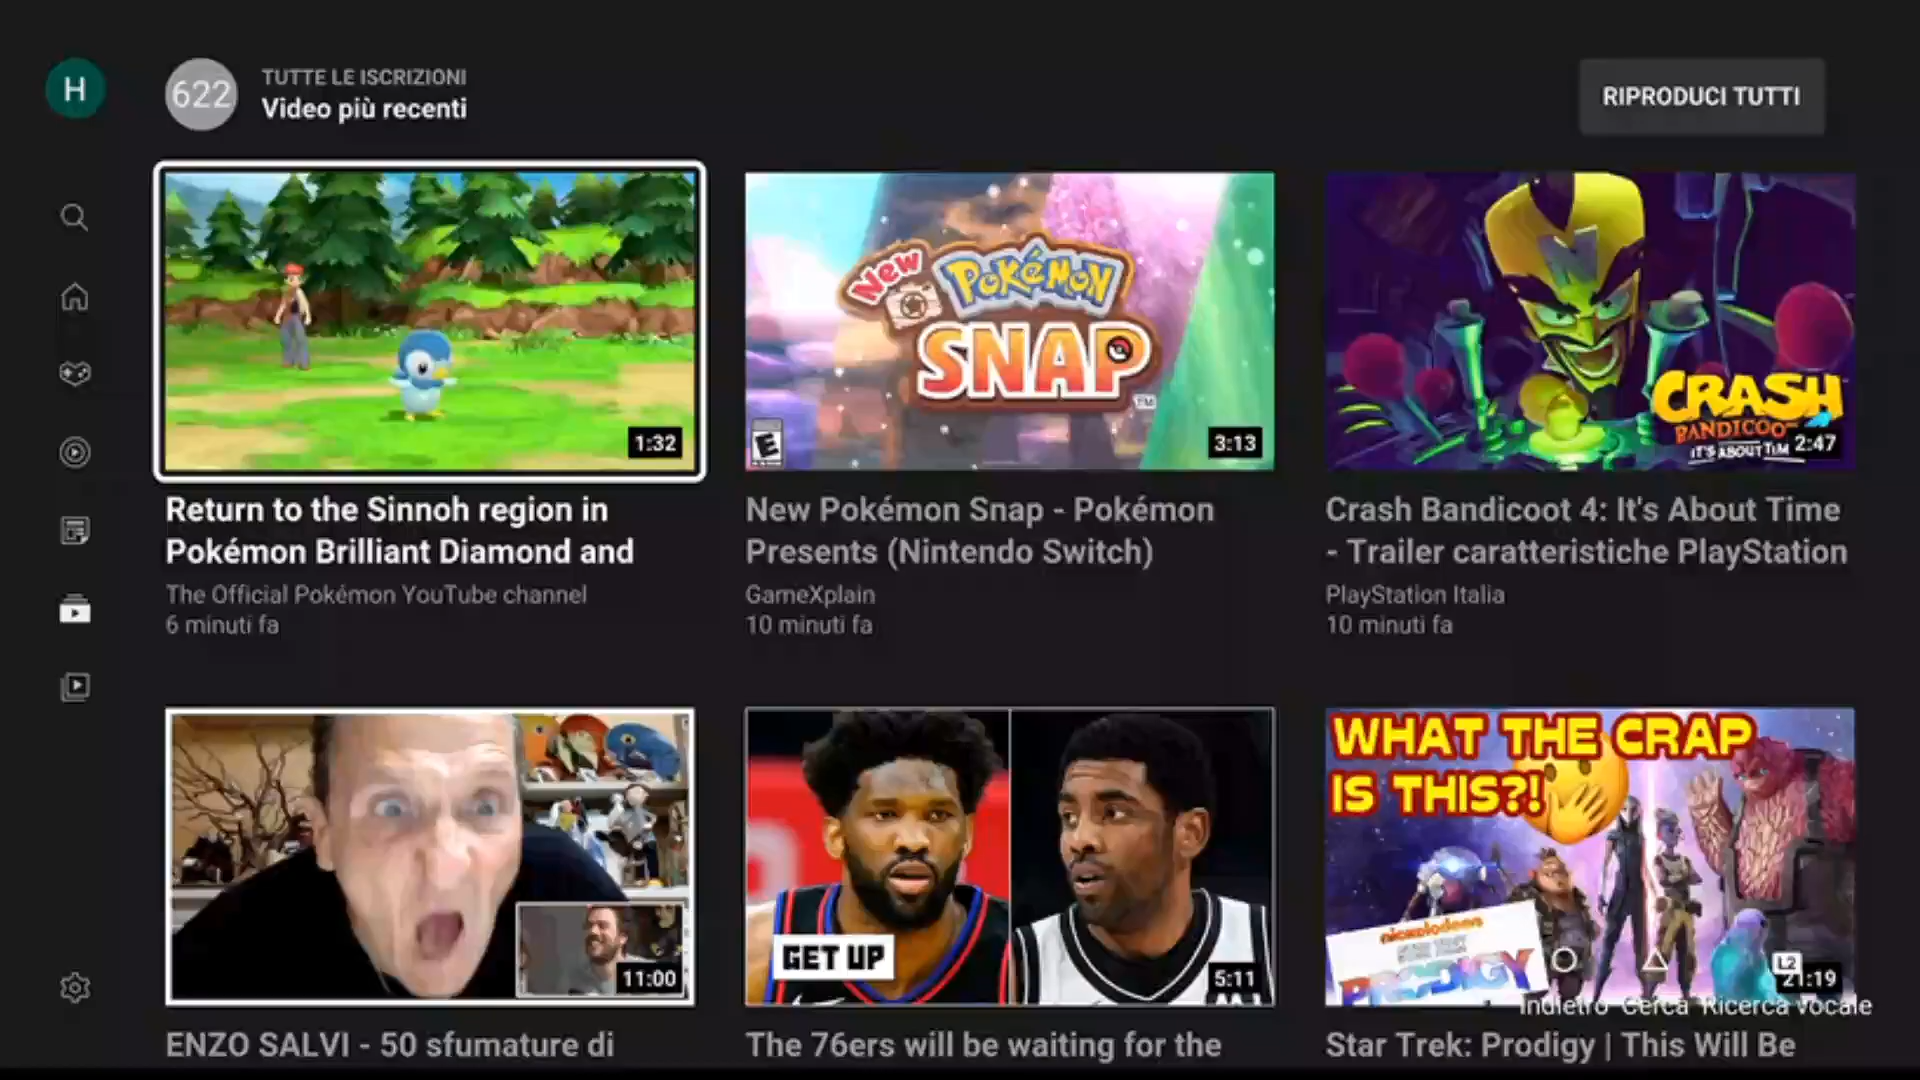 H
622
TUTTE LE ISCRIZIONI
Video più recenti
RIPRODUCI TUTTI
1:32
New
POKÉMON
SNAP
TM
E
3:13
N
CRASH
BANDICOOT
IT'S ABOUT TIM
2:47
Return to the Sinnoh region in
Pokémon Brilliant Diamond and
The Official Pokémon YouTube channel
6 minuti fa
New Pokémon Snap - Pokémon
Presents (Nintendo Switch)
GameXplain
10 minuti fa
Crash Bandicoot 4: It's About Time
- Trailer caratteristiche PlayStation
PlayStation Italia
10 minuti fa
11:00
GET UP
5:11
WHAT THE CRAP
IS THIS?!
nickelodeon
PRODIGY
L2
21:19
Indietro Cerca Ricerca vocale
ENZO SALVI - 50 sfumature di
The 76ers will be waiting for the
Star Trek: Prodigy | This Will Be